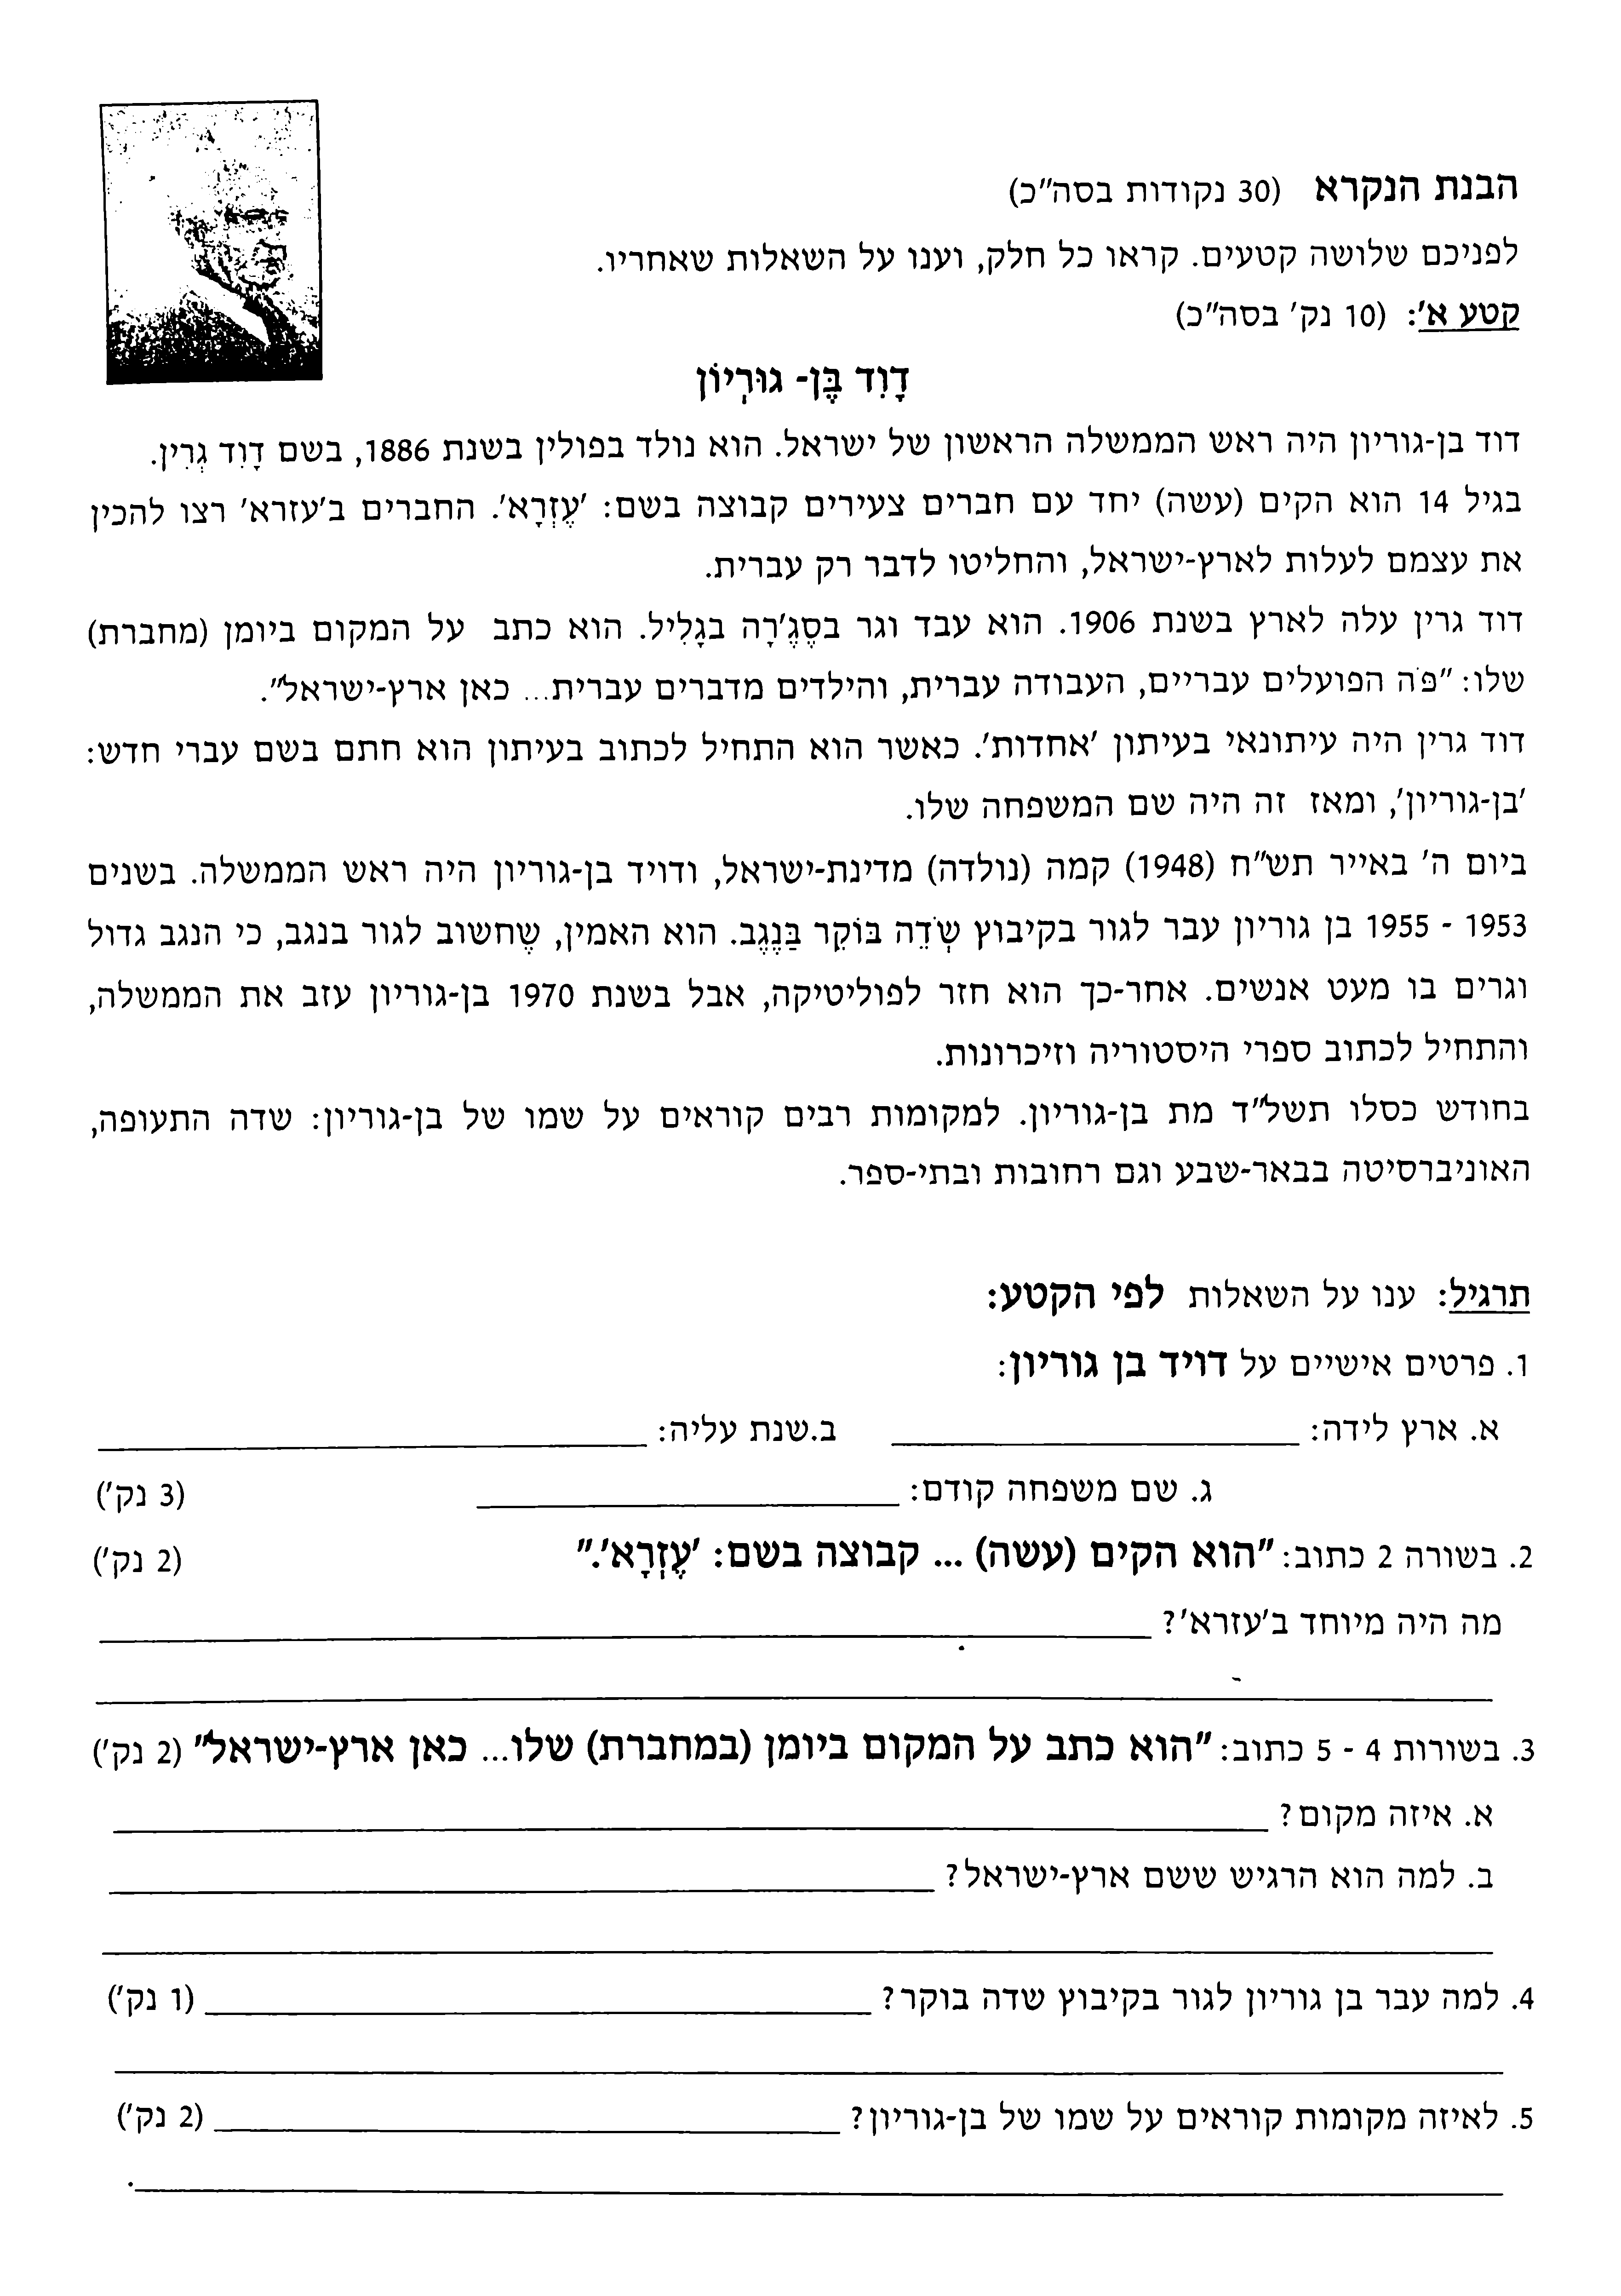 הבנת הנקרא (30 נקודות בסה"כ)
לפניכם שלושה קטעים. קראו כל חלק, וענו על השאלות שאחריו.
קטע א': (10 נק' בסה"כ)
דָוִד בֶּן- גוּרְיוֹן
דוד בן-גוריון היה ראש הממשלה הראשון של ישראל. הוא נולד בפולין בשנת 1886, בשם דָוִד גְרִין.
בגיל 14 הוא הקים (עשה) יחד עם חברים צעירים קבוצה בשם: 'עֶזְרָא'. החברים ב'עזרא' רצו להכין
את עצמם לעלות לארץ-ישראל, והחליטו לדבר רק עברית.
דוד גרין עלה לארץ בשנת 1906. הוא עבד וגר בסֶגֶ'רָה בגָלִיל. הוא כתב על המקום ביומן (מחברת)
שלו: "פֹּה הפועלים עבריים, העבודה עברית, והילדים מדברים עברית... כאן ארץ-ישראל".
דוד גרין היה עיתונאי בעיתון 'אחדות'. כאשר הוא התחיל לכתוב בעיתון הוא חתם בשם עברי חדש:
'בן-גוריון', ומאז זה היה שם המשפחה שלו.
ביום ה' באייר תש"ח (1948) קמה (נולדה) מדינת-ישראל, ודויד בן-גוריון היה ראש הממשלה. בשנים
1953 - 1955 בן גוריון עבר לגור בקיבוץ שְׂדֵה בּוֹקֵר בַּנֶגֶב. הוא האמין, שֶחשוב לגור בנגב, כי הנגב גדול
וגרים בו מעט אנשים. אחר-כך הוא חזר לפוליטיקה, אבל בשנת 1970 בן-גוריון עזב את הממשלה,
והתחיל לכתוב ספרי היסטוריה וזיכרונות.
בחודש כסלו תשל"ד מת בן-גוריון. למקומות רבים קוראים על שמו של בן-גוריון: שדה התעופה,
האוניברסיטה בבאר-שבע וגם רחובות ובתי-ספר.
תרגיל: ענו על השאלות לפי הקטע:
1. פרטים אישיים על דויד בן גוריון:
א. ארץ לידה: ____________ ב.שנת עליה: ____________
ג. שם משפחה קודם: ____________ (3 נק')
2. בשורה 2 כתוב: "הוא הקים (עשה) ... קבוצה בשם: 'עֶזְרָא'." (2 נק')
מה היה מיוחד ב'עזרא'? ____________
3. בשורות 4 - 5 כתוב: "הוא כתב על המקום ביומן (במחברת) שלו... כאן ארץ-ישראל" (2 נק')
א. איזה מקום? ____________
ב. למה הוא הרגיש ששם ארץ-ישראל? ____________
4. למה עבר בן גוריון לגור בקיבוץ שדה בוקר? ____________ (1 נק')
5. לאיזה מקומות קוראים על שמו של בן-גוריון? ____________ (2 נק')
____________.